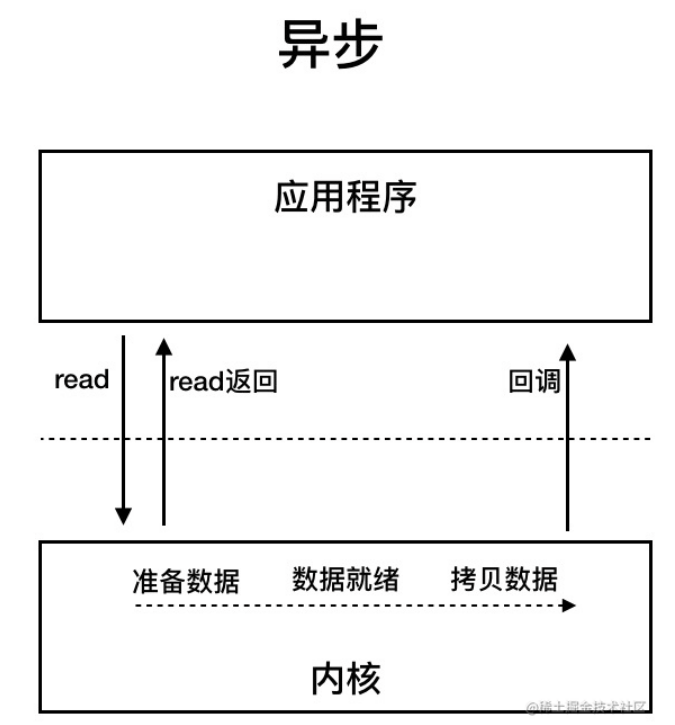 异步
应用程序
read
read返回
回调
准备数据
数据就绪
拷贝数据
内核
@稀土掘金技术社区